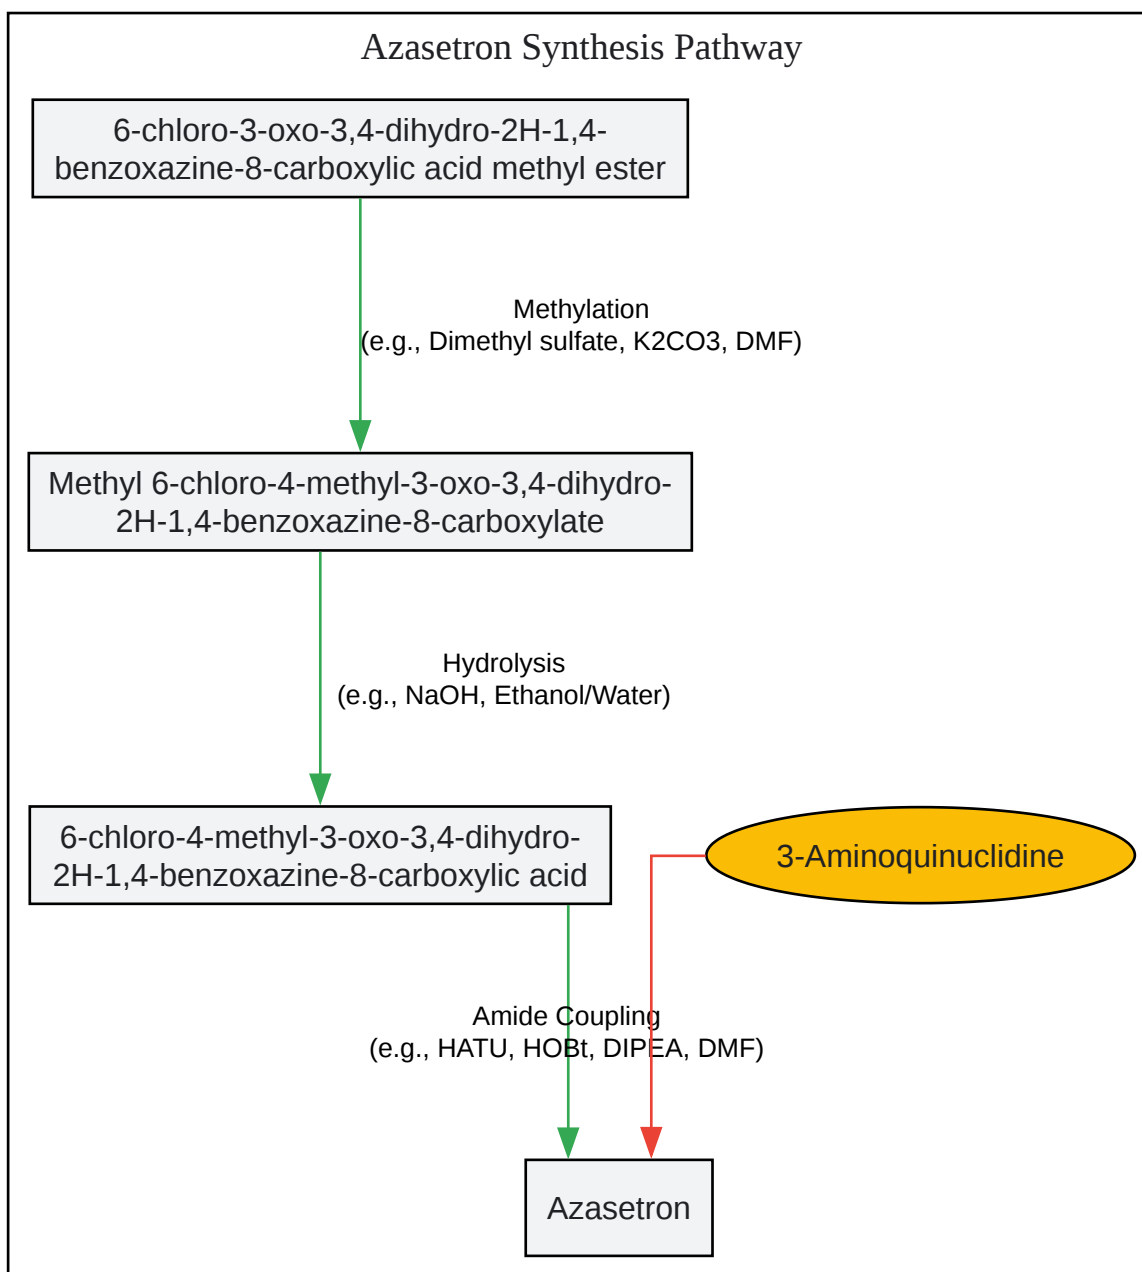 Azasetron Synthesis Pathway
6-chloro-3-oxo-3,4-dihydro-2H-1,4-
benzoxazine-8-carboxylic acid methyl ester
Methylation
(e.g., Dimethyl sulfate, K2CO3, DMF)
Methyl 6-chloro-4-methyl-3-oxo-3,4-dihydro-
2H-1,4-benzoxazine-8-carboxylate
Hydrolysis
(e.g., NaOH, Ethanol/Water)
6-chloro-4-methyl-3-oxo-3,4-dihydro-
2H-1,4-benzoxazine-8-carboxylic acid
3-Aminoquinuclidine
Amide Coupling
(e.g., HATU, HOBt, DIPEA, DMF)
Azasetron